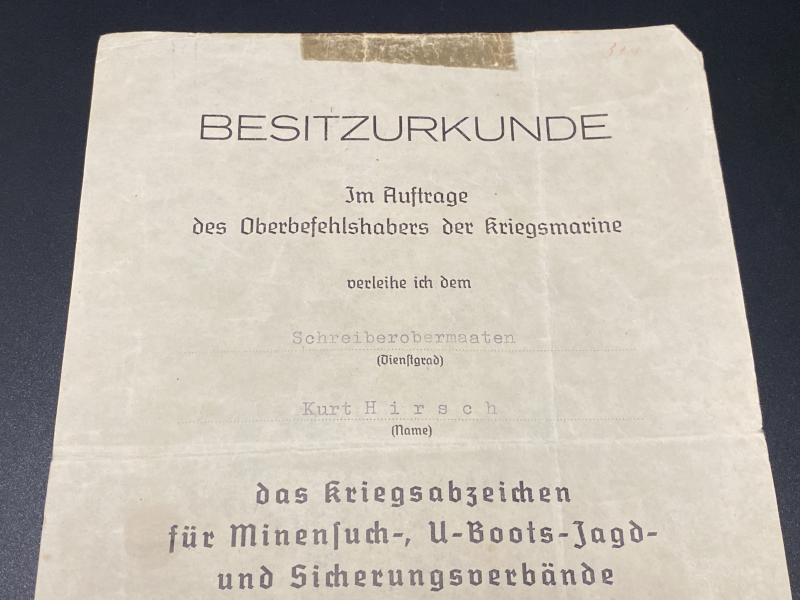 BESITZURKUNDE
Im Auftrage
des Oberbefehlshabers der Kriegsmarine
verleihe ich dem
Schreiberobermaaten
(Dienstgrad)
Kurt H i r s c h
(Name)
das Kriegsabzeichen
für Minensuch-, U-Boots-Jagd-
und Sicherungsverbände